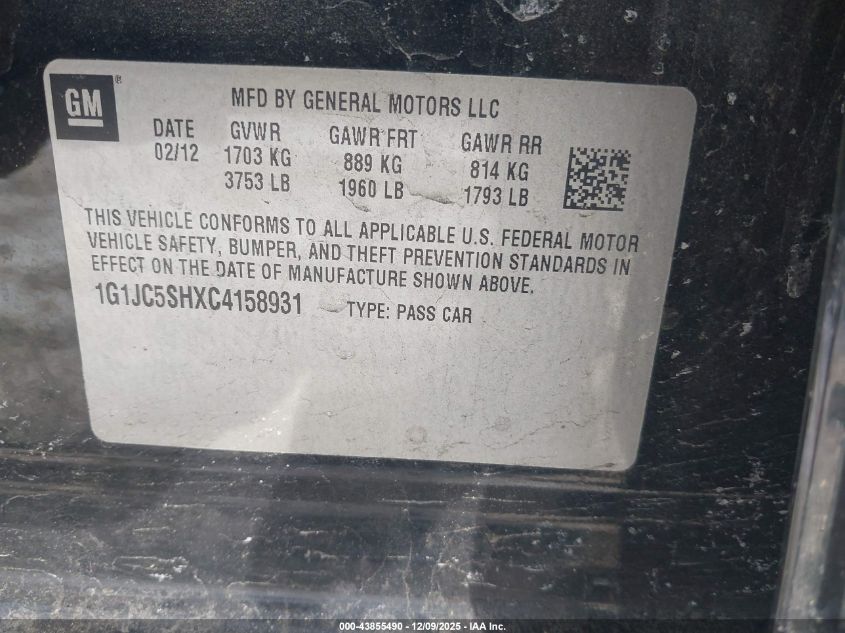 GM®
MFD BY GENERAL MOTORS LLC
DATE GVWR GAWR FRT GAWR RR
02/12 1703 KG 889 KG 814 KG
3753 LB 1960 LB 1793 LB
THIS VEHICLE CONFORMS TO ALL APPLICABLE U.S. FEDERAL MOTOR
VEHICLE SAFETY, BUMPER, AND THEFT PREVENTION STANDARDS IN
EFFECT ON THE DATE OF MANUFACTURE SHOWN ABOVE.
1G1JC5SHXC4158931 TYPE: PASS CAR
000-43855490 - 12/09/2025 - IAA Inc.